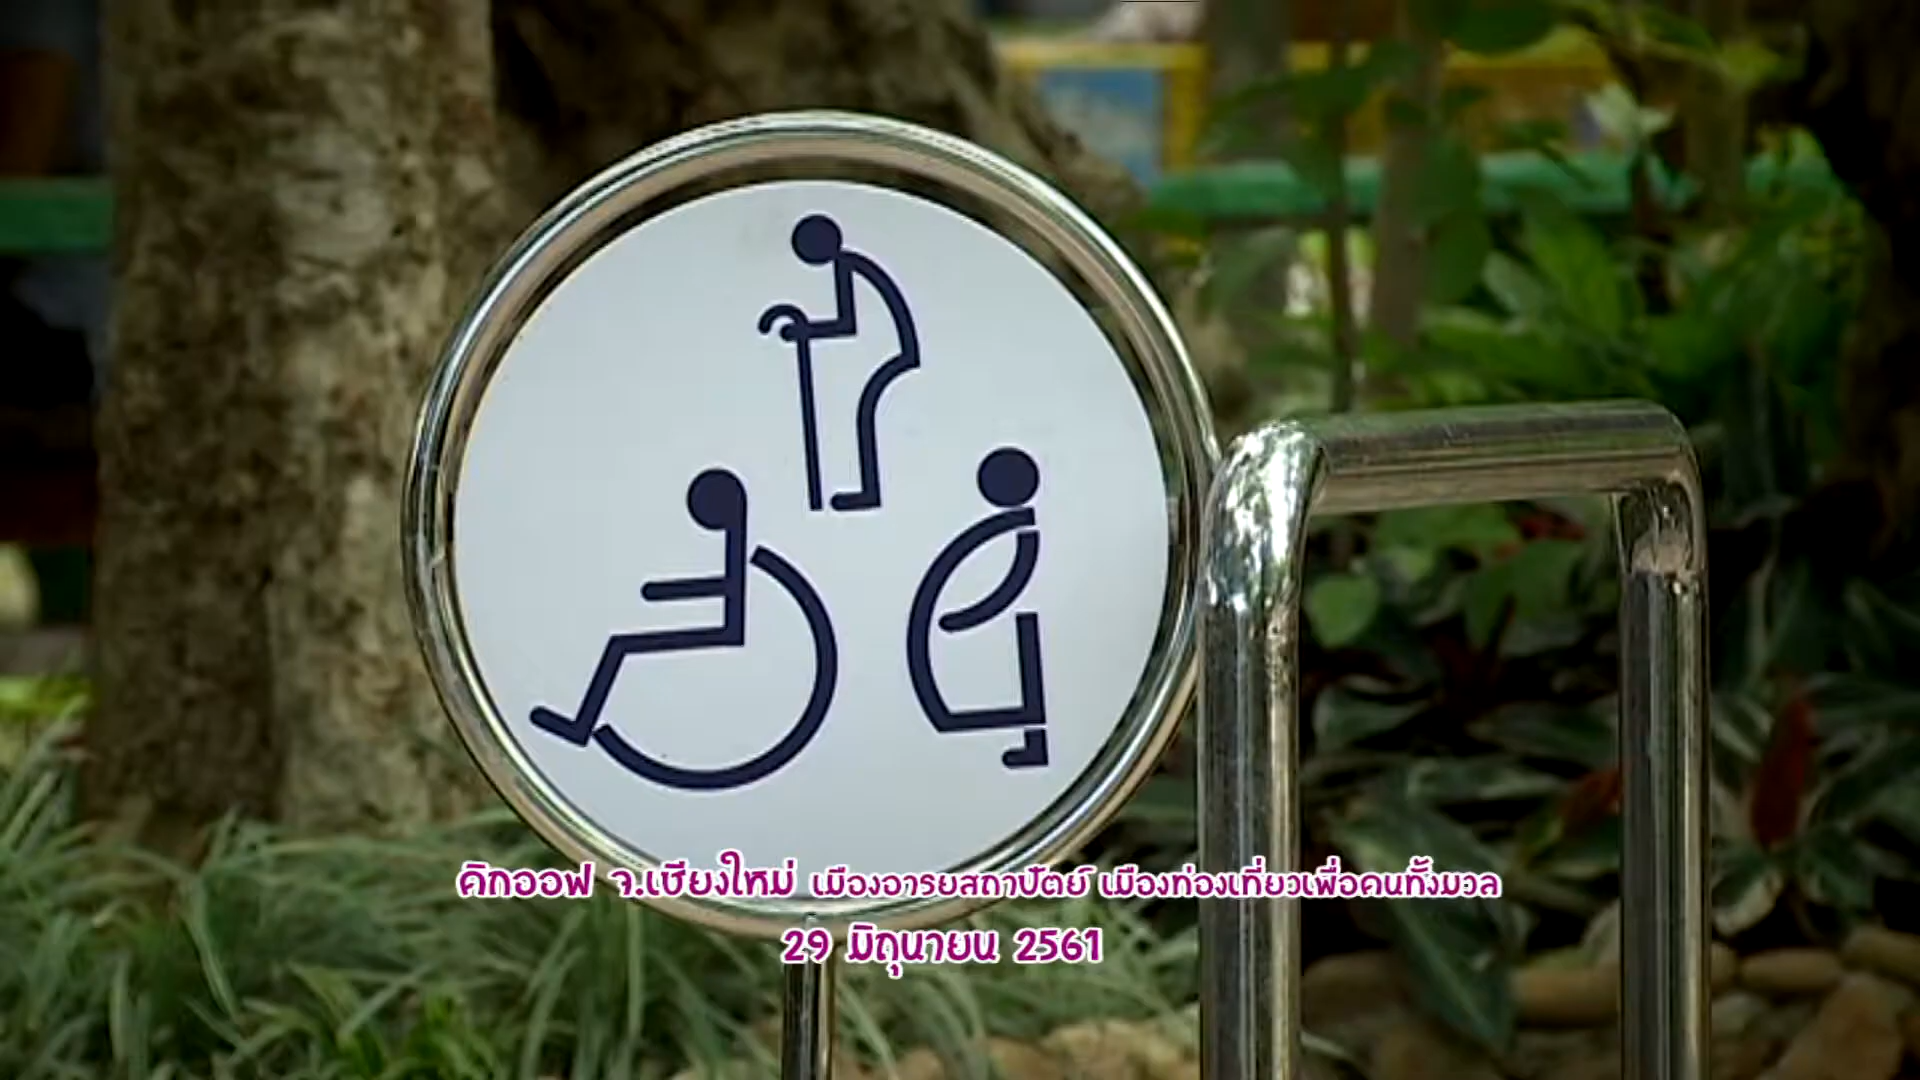 คิกออฟ จ.เชียงใหม่ เมืองอารยสถาปัตย์ เมืองท่องเที่ยวเพื่อคนทั้งมวล
29 มิถุนายน 2561